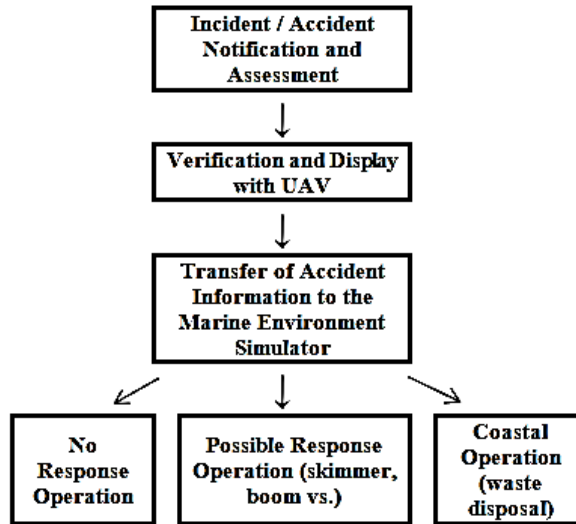 Incident / Accident
Notification and
Assessment
Verification and Display
with UAV
Transfer of Accident
Information to the
Marine Environment
Simulator
No
Response
Operation
Possible Response
Operation (skimmer,
boom vs.)
Coastal
Operation
(waste
disposal)